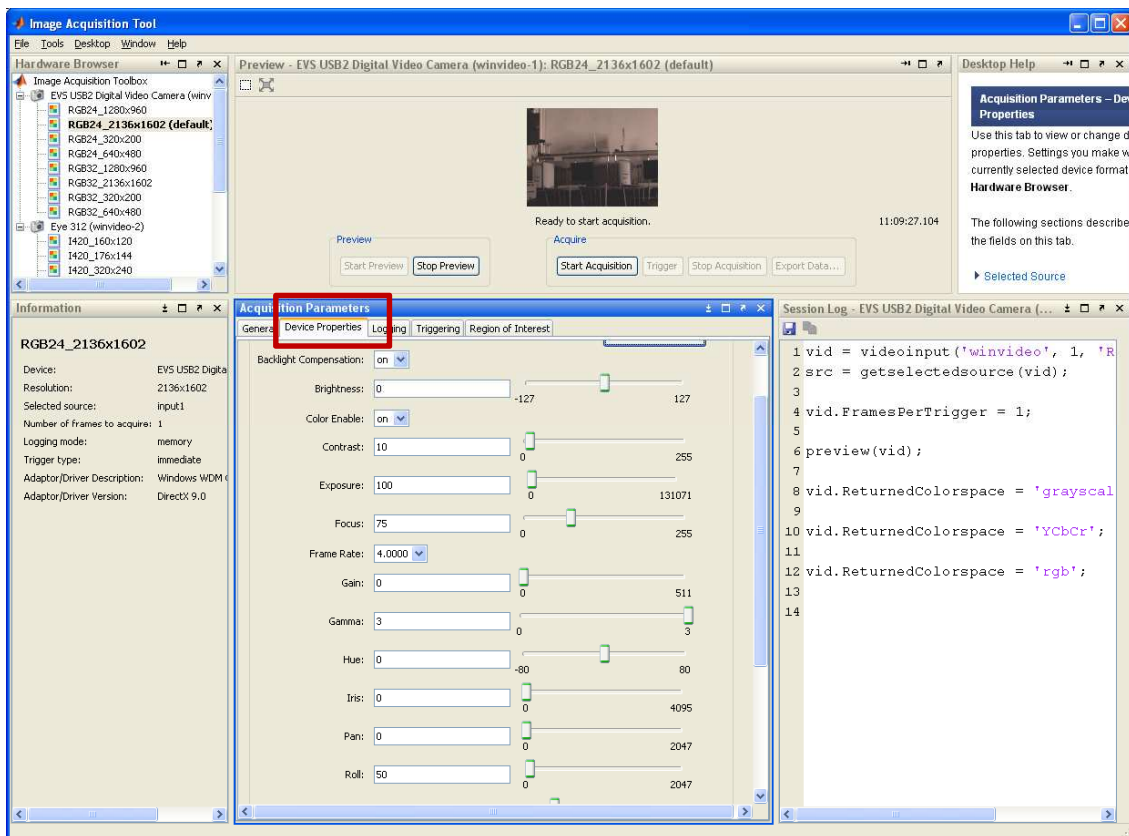 Image Acquisition Tool
File Tools Desktop Window Help
Hardware Browser
Image Acquisition Toolbox
EVS USB2 Digital Video Camera (winv
RGB24_1280x960
RGB24_2136x1602 (default)
RGB24_320x200
RGB24_640x480
RGB32_1280x960
RGB32_2136x1602
RGB32_320x200
RGB32_640x480
Eye 312 (winvideo-2)
I420_160x120
I420_176x144
I420_320x240
Preview - EVS USB2 Digital Video Camera (winvideo-1): RGB24_2136x1602 (default)
Ready to start acquisition.
11:09:27.104
Preview
Start Preview Stop Preview
Acquire
Start Acquisition Trigger Stop Acquisition Export Data...
Desktop Help
Acquisition Parameters – Dev
Properties
Use this tab to view or change d
properties. Settings you make w
currently selected device format
Hardware Browser.
The following sections describe
the fields on this tab.
Selected Source
Information
RGB24_2136x1602
Device: EVS USB2 Digita
Resolution: 2136x1602
Selected source: input1
Number of frames to acquire: 1
Logging mode: memory
Trigger type: immediate
Adaptor/Driver Description: Windows WDM
Adaptor/Driver Version: DirectX 9.0
Acquisition Parameters
General Device Properties Logging Triggering Region of Interest
Backlight Compensation: on
Brightness: 0
-127 127
Color Enable: on
Contrast: 10
0 255
Exposure: 100
0 131071
Focus: 75
0 255
Frame Rate: 4.0000
Gain: 0
0 511
Gamma: 3
0 3
Hue: 0
-80 80
Iris: 0
0 4095
Pan: 0
0 2047
Roll: 50
0 2047
Session Log - EVS USB2 Digital Video Camera (...
1 vid = videoinput('winvideo', 1, 'R
2 src = getselectedsource(vid);
3
4 vid.FramesPerTrigger = 1;
5
6 preview(vid);
7
8 vid.ReturnedColorspace = 'grayscal
9
10 vid.ReturnedColorspace = 'YCbCr';
11
12 vid.ReturnedColorspace = 'rgb';
13
14